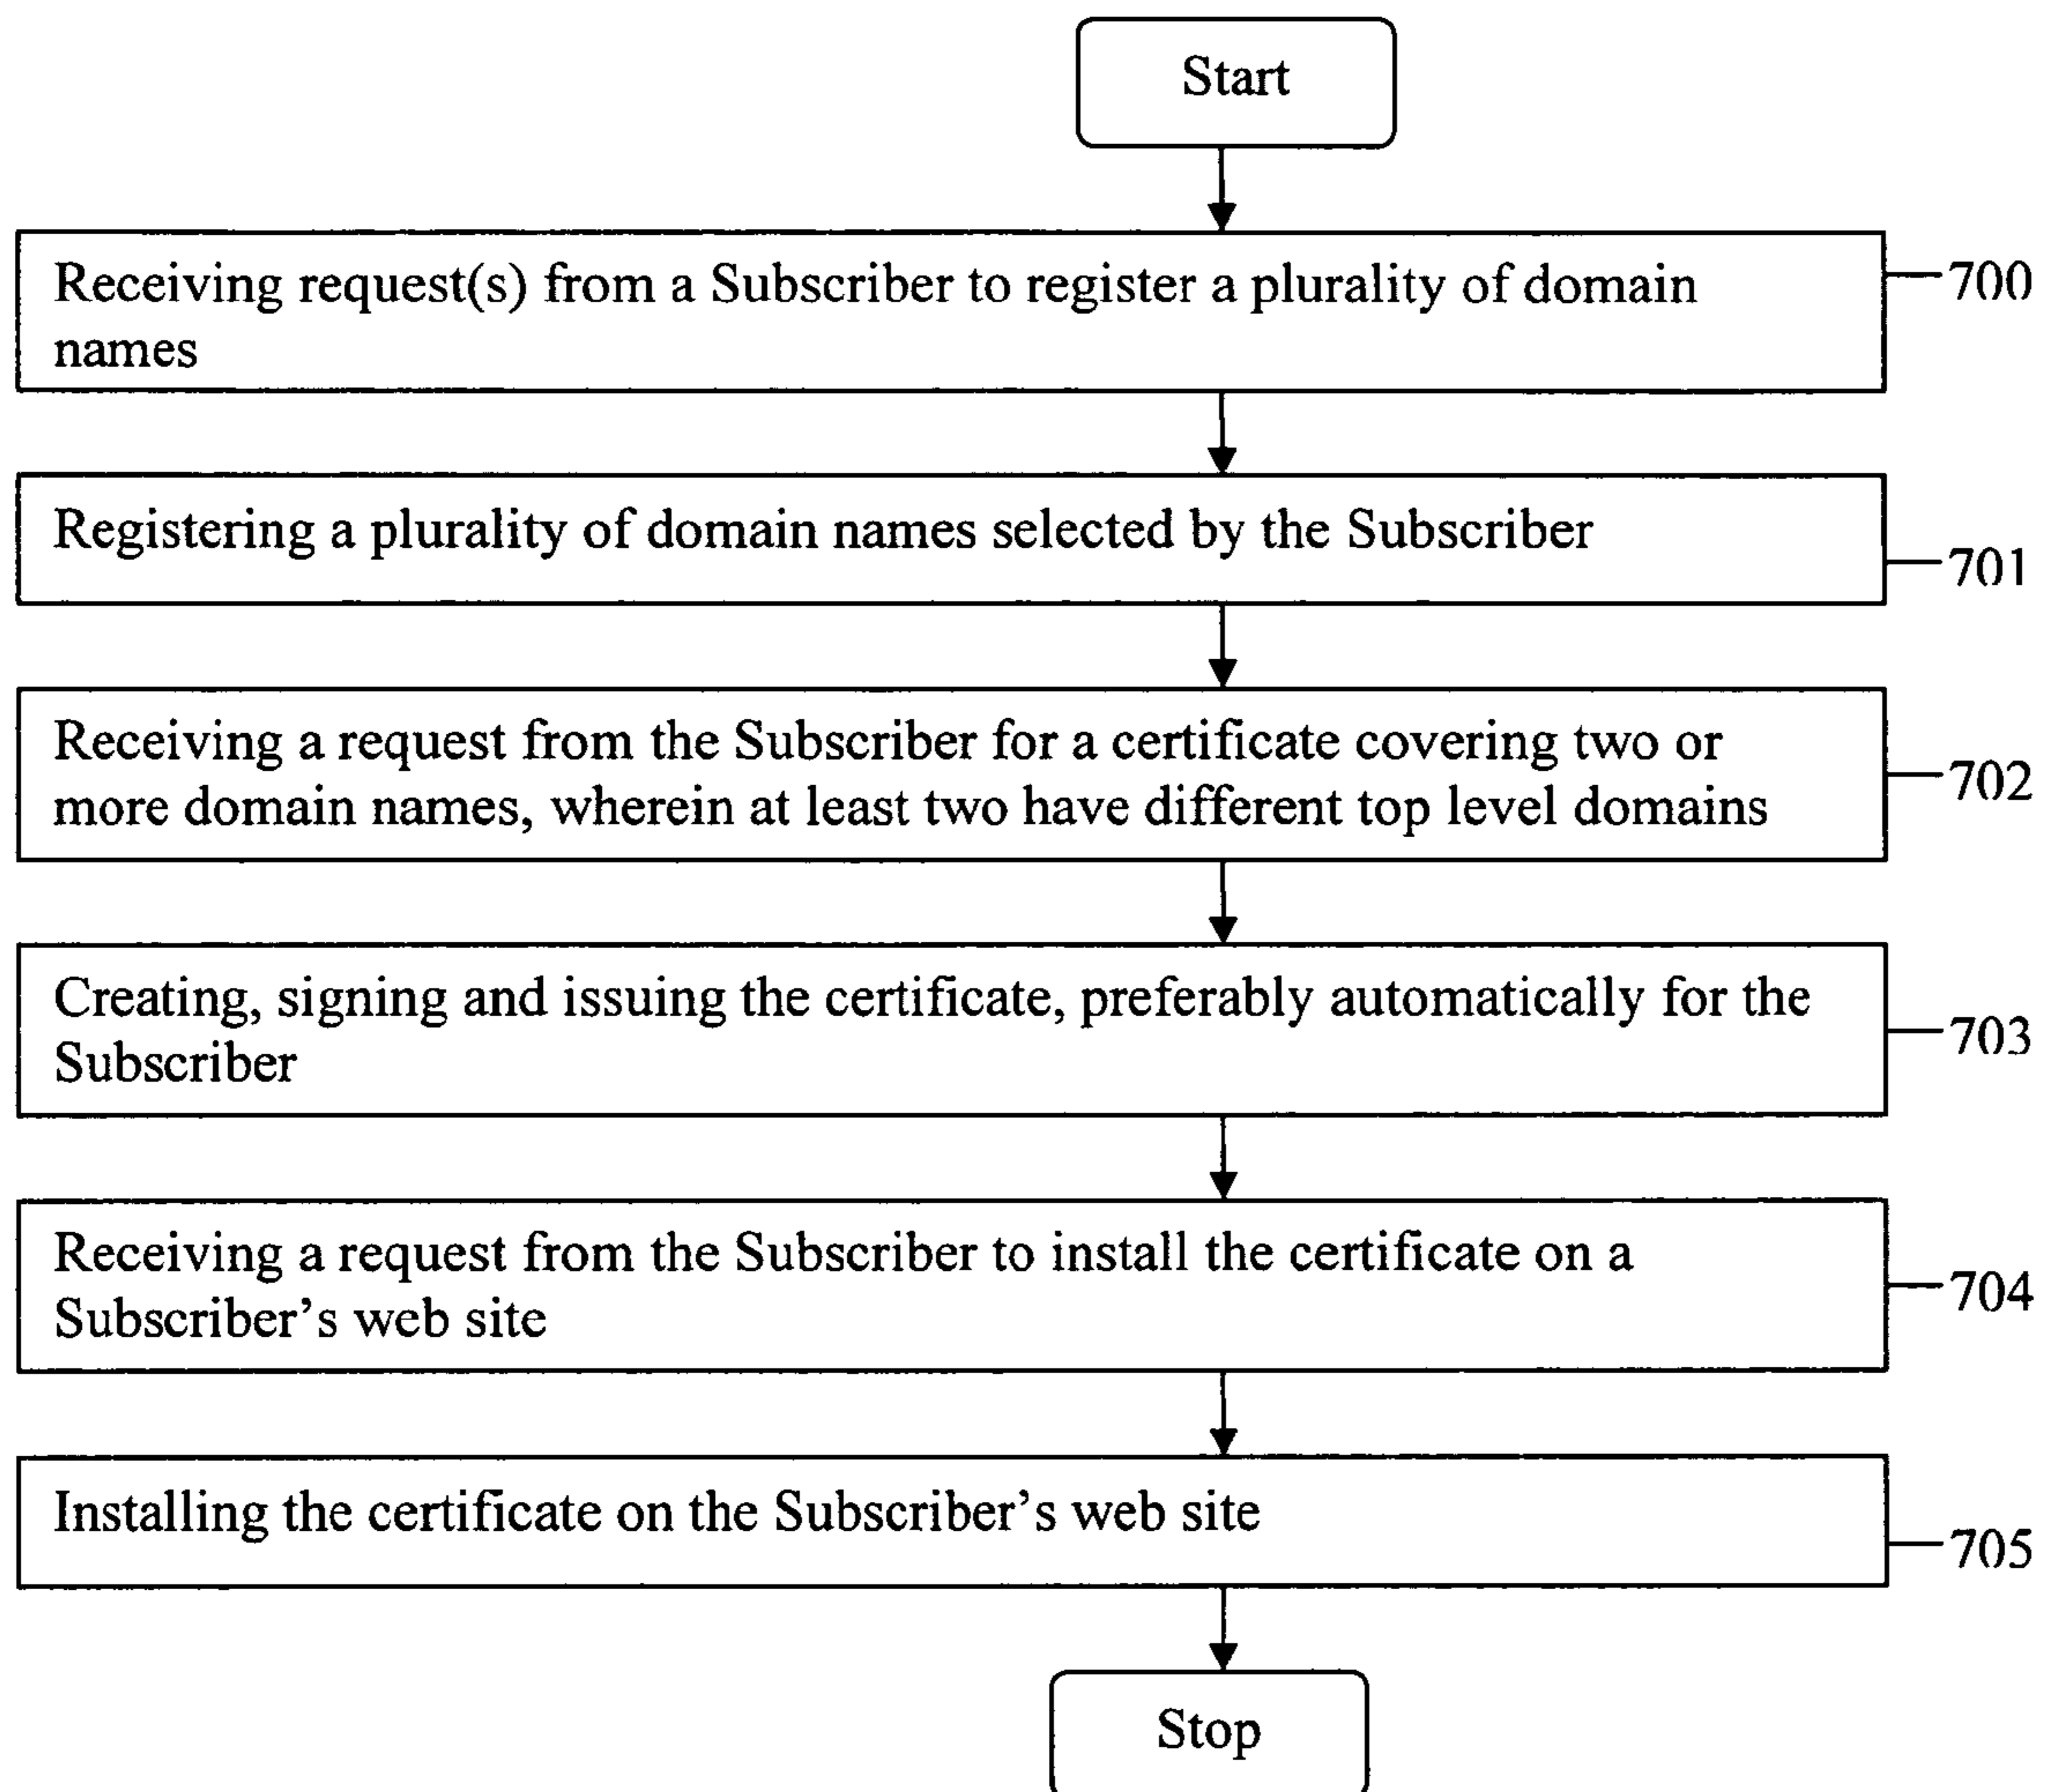 Start
Receiving request(s) from a Subscriber to register a plurality of domain
names
700
Registering a plurality of domain names selected by the Subscriber
701
Receiving a request from the Subscriber for a certificate covering two or
more domain names, wherein at least two have different top level domains
702
Creating, signing and issuing the certificate, preferably automatically for the
Subscriber
703
Receiving a request from the Subscriber to install the certificate on a
Subscriber’s web site
704
Installing the certificate on the Subscriber’s web site
705
Stop